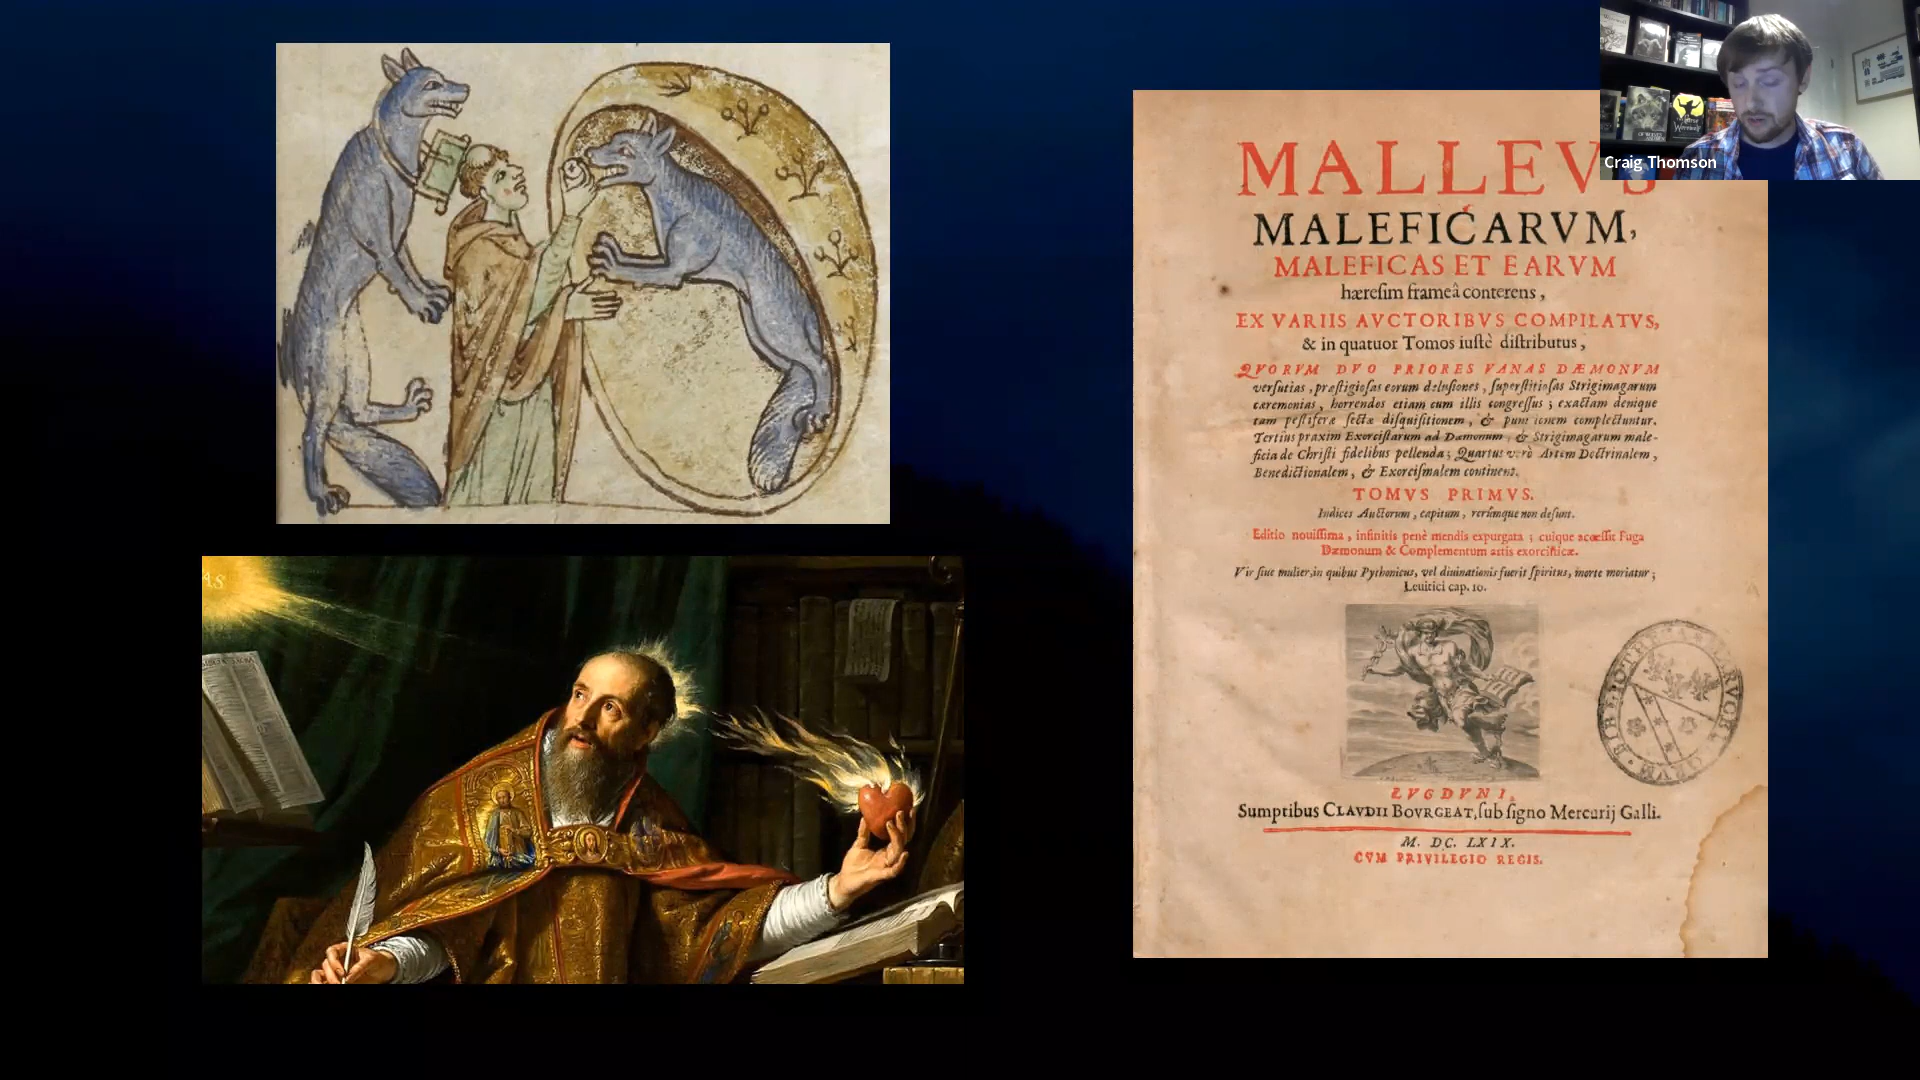 Craig Thomson
MALLEVS
MALEFICARVM,
MALEFICAS ET EARVM
hæresim frameâ conterens,
EX VARIIS AVCTORIBVS COMPILATVS,
& in quatuor Tomos iustè distributus,
QVORVM DVO PRIORES VANAS DÆMONVM
versutias, præstigiosas eorum delusiones, superstitiosas Strigimagarum
cæremonias, horrendos etiam cum illis congressus; exactam denique
tam pestiferæ sectæ disquisitionem, & punitionem complectuntur.
Tertius praxim Exorcistarum ad Dæmonum, & Strigimagarum male-
ficia de Christi fidelibus pellenda; Quartus verò Artem Doctrinalem,
Benedictionalem, & Exorcismalem continent.
TOMVS PRIMVS.
Indices Auctorum, capitum, rerúmque non desunt.
Editio nouissima, infinitis penè mendis expurgata; cuique accessit Fuga
Dæmonum & Complementum artis exorcisticæ.
Vir siue mulier, in quibus Pythonicus, vel diuinationis fuerit spiritus, morte moriatur;
Leuitici cap. 10.
LVGDVNI,
Sumptibus CLAVDII BOVRGEAT, sub signo Mercurij Galli.
M. DC. LXIX.
CVM PRIVILEGIO REGIS.
AS